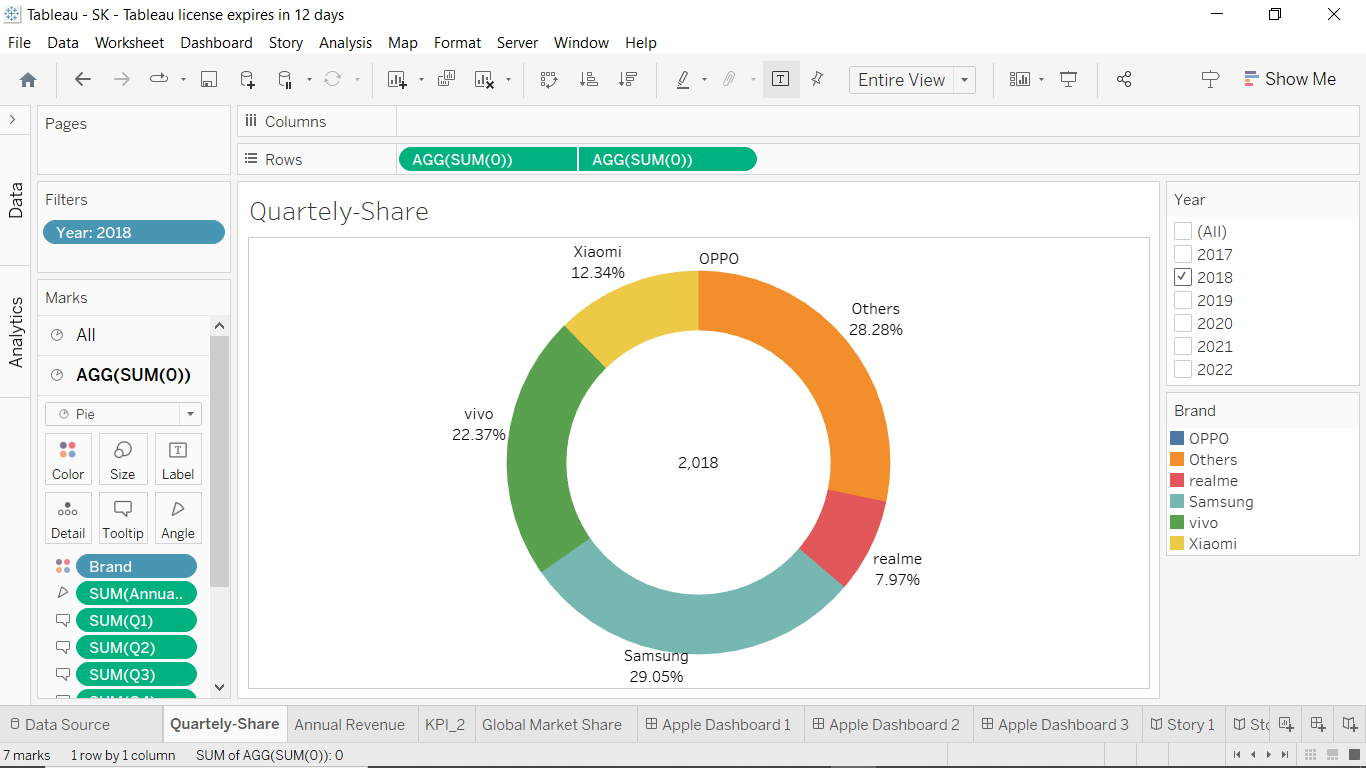 Tableau - SK - Tableau license expires in 12 days
File Data Worksheet Dashboard Story Analysis Map Format Server Window Help
Entire View
Show Me
Pages
Columns
Rows
AGG(SUM(0)) AGG(SUM(0))
Data
Analytics
Filters
Year: 2018
Marks
All
AGG(SUM(0))
Pie
Color Size Label
Detail Tooltip Angle
Brand
SUM(Annua..
SUM(Q1)
SUM(Q2)
SUM(Q3)
Quartely-Share
Xiaomi
12.34%
OPPO
Others
28.28%
vivo
22.37%
2,018
realme
7.97%
Samsung
29.05%
Year
(All)
2017
2018
2019
2020
2021
2022
Brand
OPPO
Others
realme
Samsung
vivo
Xiaomi
Data Source Quartely-Share Annual Revenue KPI_2 Global Market Share Apple Dashboard 1 Apple Dashboard 2 Apple Dashboard 3 Story 1
7 marks 1 row by 1 column SUM of AGG(SUM(0)): 0